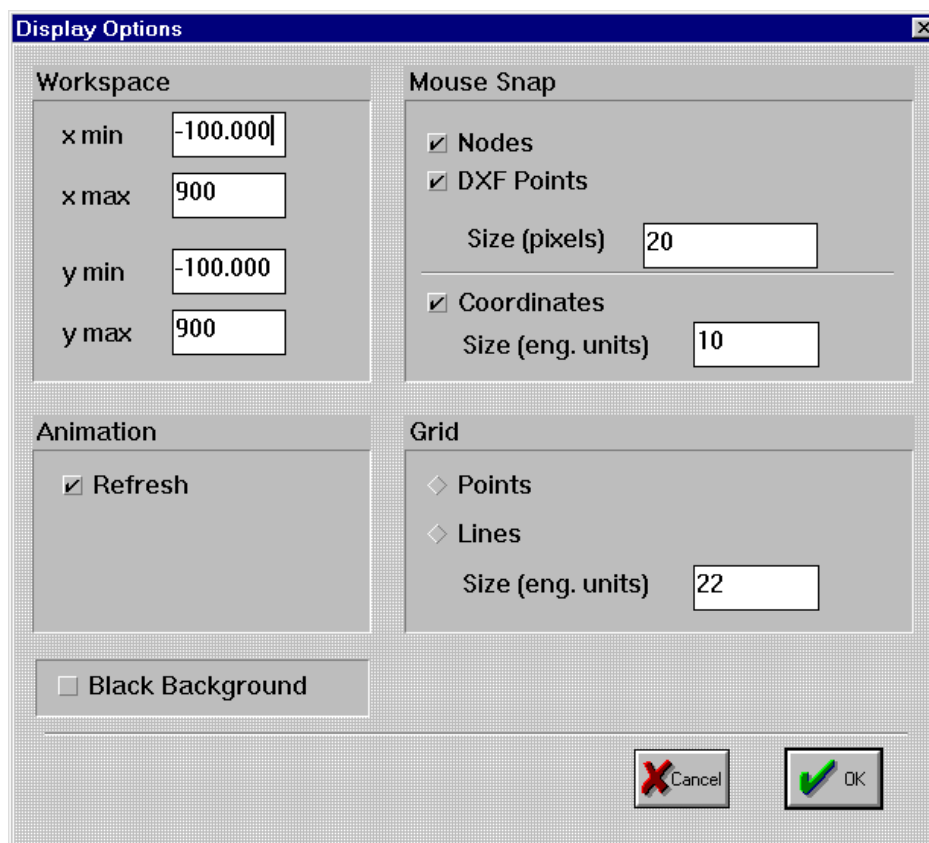 Display Options
Workspace
x min -100.000
x max 900
y min -100.000
y max 900
Mouse Snap
Nodes
DXF Points
Size (pixels) 20
Coordinates
Size (eng. units) 10
Animation
Refresh
Grid
Points
Lines
Size (eng. units) 22
Black Background
Cancel
OK